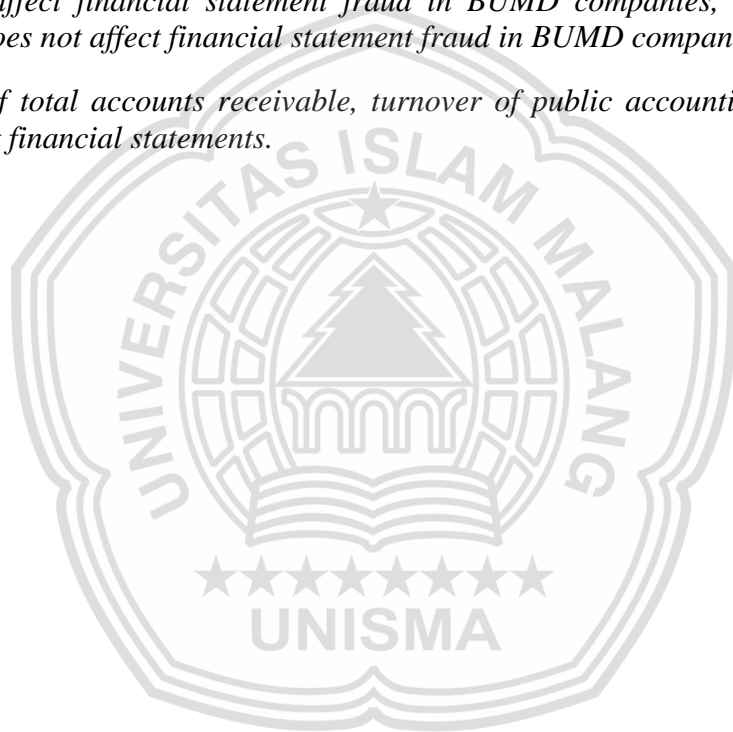 affect financial statement fraud in BUMD companies,
oes not affect financial statement fraud in BUMD compan
f total accounts receivable, turnover of public accounti
t financial statements.
UNIVERSITAS ISLAM MALANG
UNISMA